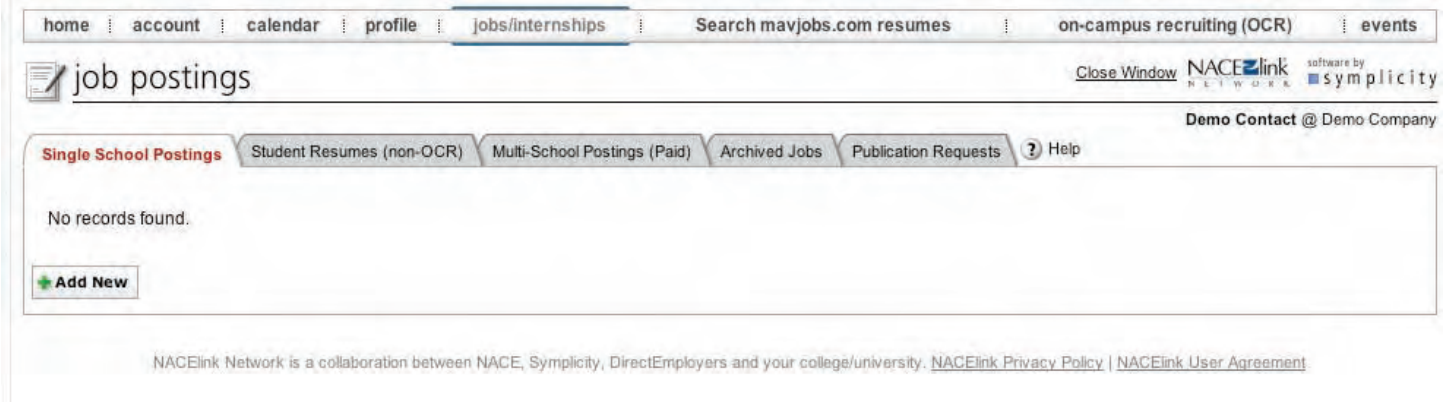 home account calendar profile jobs/internships Search mavjobs.com resumes on-campus recruiting (OCR) events
job postings
Close Window NACElink NETWORK software by symplicity
Demo Contact @ Demo Company
Single School Postings Student Resumes (non-OCR) Multi-School Postings (Paid) Archived Jobs Publication Requests ? Help
No records found.
Add New
NACElink Network is a collaboration between NACE, Symplicity, DirectEmployers and your college/university. NACElink Privacy Policy | NACElink User Agreement